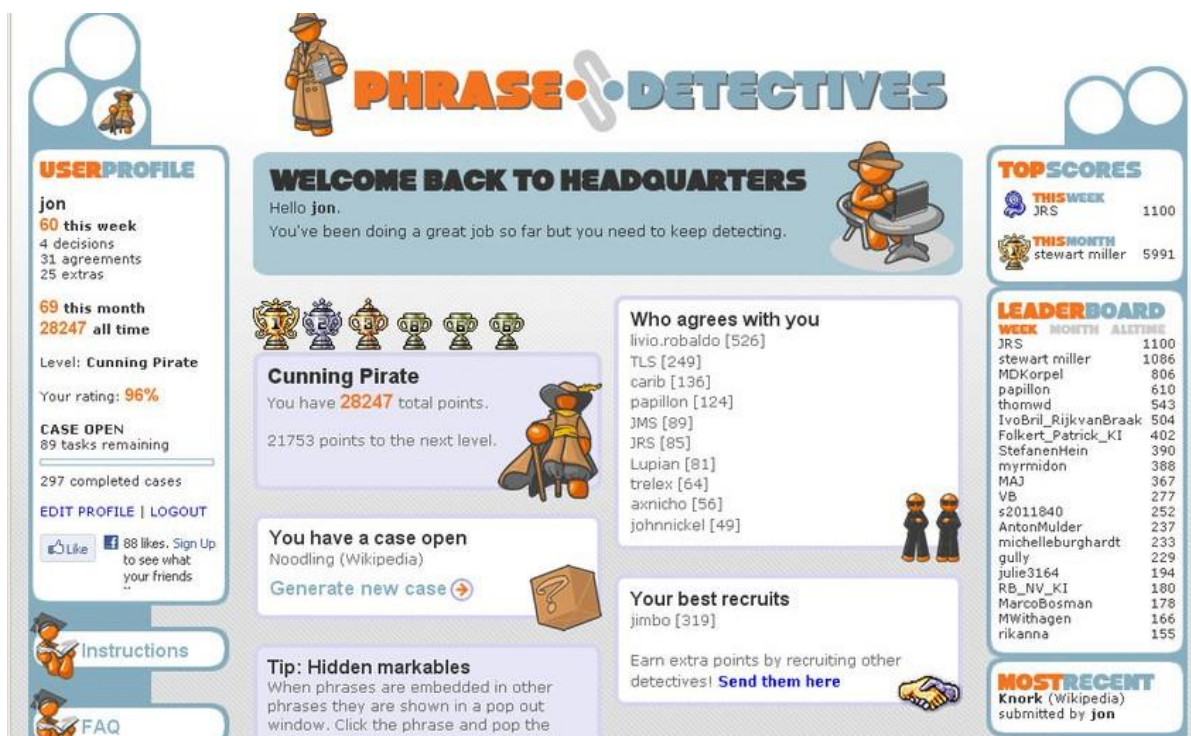 PHRASE DETECTIVES
USERPROFILE
jon
60 this week
4 decisions
31 agreements
25 extras
69 this month
28247 all time
Level: Cunning Pirate
Your rating: 96%
CASE OPEN
89 tasks remaining
297 completed cases
EDIT PROFILE | LOGOUT
Like
88 likes. Sign Up
to see what
your friends
Instructions
FAQ
WELCOME BACK TO HEADQUARTERS
Hello jon.
You've been doing a great job so far but you need to keep detecting.
1 2 3
Cunning Pirate
You have 28247 total points.
21753 points to the next level.
You have a case open
Noodling (Wikipedia)
Generate new case
?
Tip: Hidden markables
When phrases are embedded in other
phrases they are shown in a pop out
window. Click the phrase and pop the
Who agrees with you
livio.robaldo [526]
TLS [249]
carib [136]
papillon [124]
JMS [89]
JRS [85]
Lupian [81]
trelex [64]
axnicho [56]
johnnickel [49]
Your best recruits
jimbo [319]
Earn extra points by recruiting other
detectives! Send them here
TOPSCORES
THISWEEK
JRS 1100
THISMONTH
stewart miller 5991
LEADERBOARD
WEEK MONTH ALLTIME
JRS 1100
stewart miller 1086
MDKorpel 806
papillon 610
thomwd 543
IvoBril_RijkvanBraak 504
Folkert_Patrick_KI 402
StefanenHein 390
myrmidon 388
MAJ 367
VB 277
s2011840 252
AntonMulder 237
michelleburghardt 233
gully 229
julie3164 194
RB_NV_KI 180
MarcoBosman 178
MWithagen 166
rikanna 155
MOSTRECENT
Knork (Wikipedia)
submitted by jon